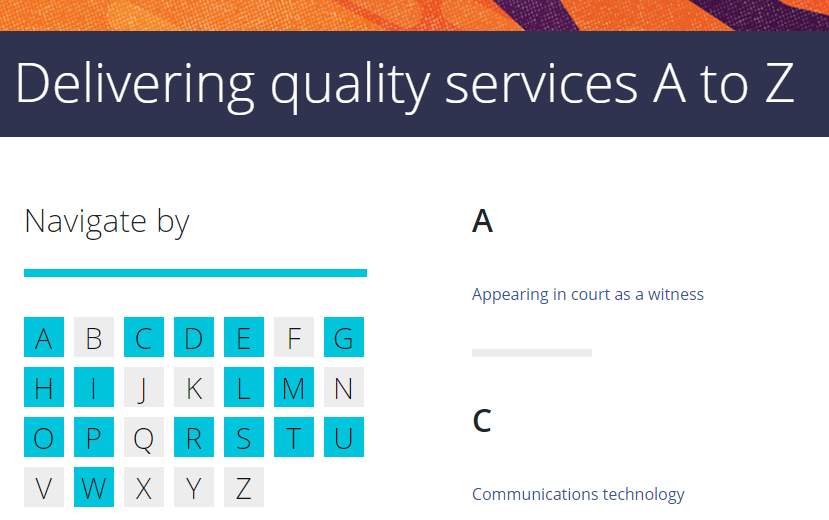 Delivering quality services A to Z
Navigate by
A B C D E F G
H I J K L M N
O P Q R S T U
V W X Y Z
A
Appearing in court as a witness
C
Communications technology